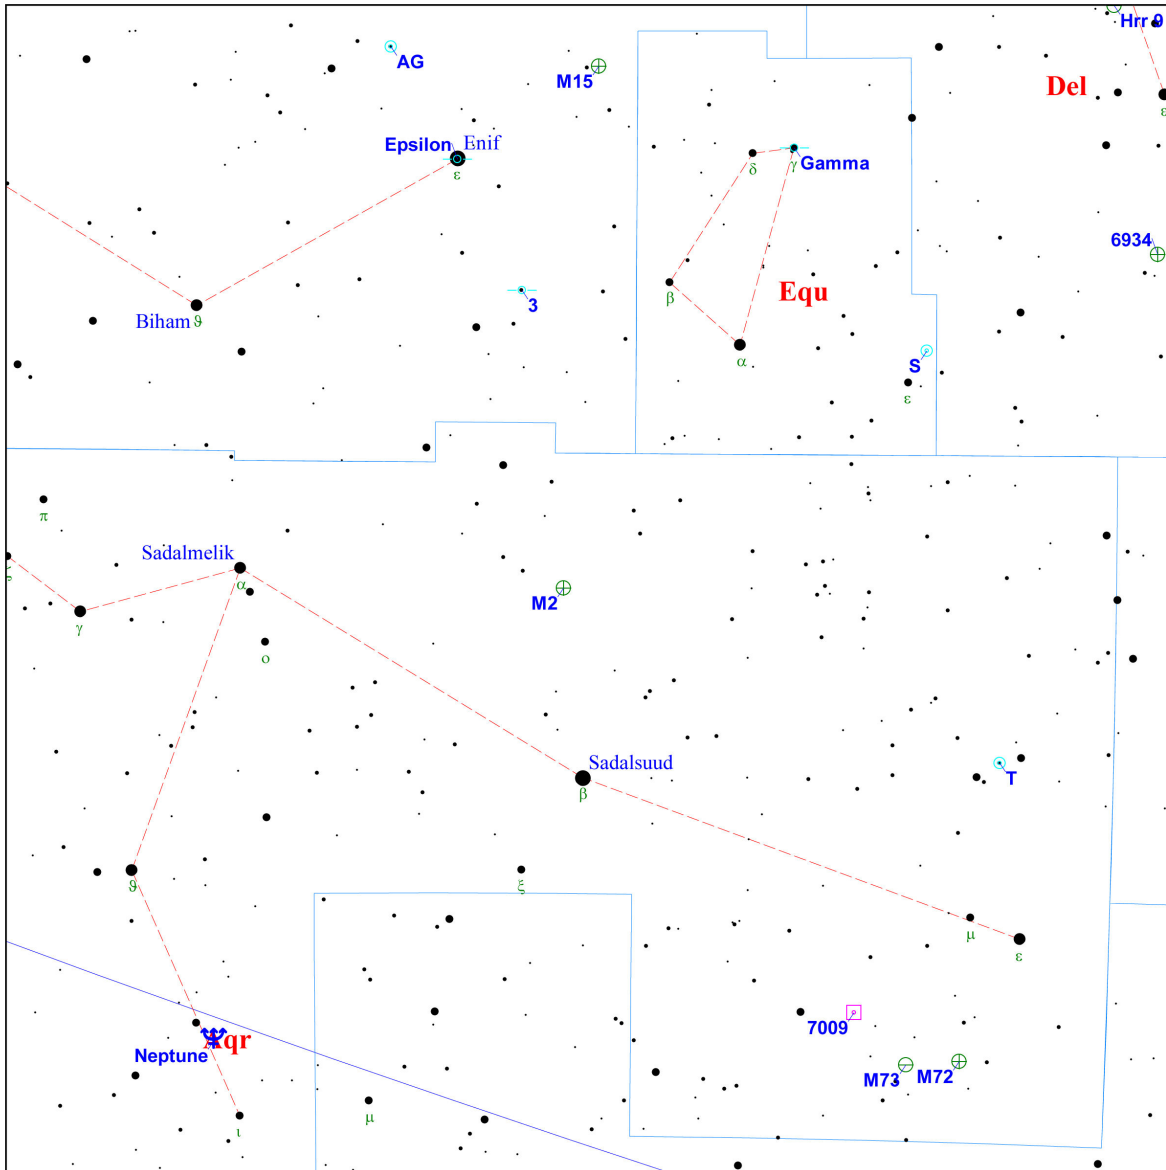 Hrr 9
AG
M15
Del
ε
Epsilon
Enif
ε
δ
γ
Gamma
6934
β
Equ
3
Biham
ϑ
α
S
ε
π
Sadalmelik
α
ζ
M2
γ
ο
Sadalsuud
β
T
ϑ
ξ
μ
ε
7009
Neptune
Aqr
M73
M72
μ
ι